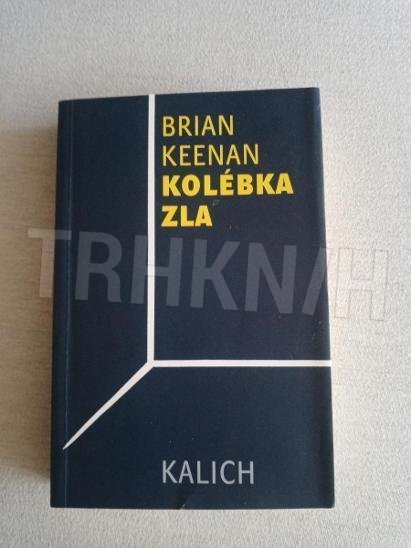 BRIAN
KEENAN
KOLÉBKA
ZLA
TRHKNIH
KALICH